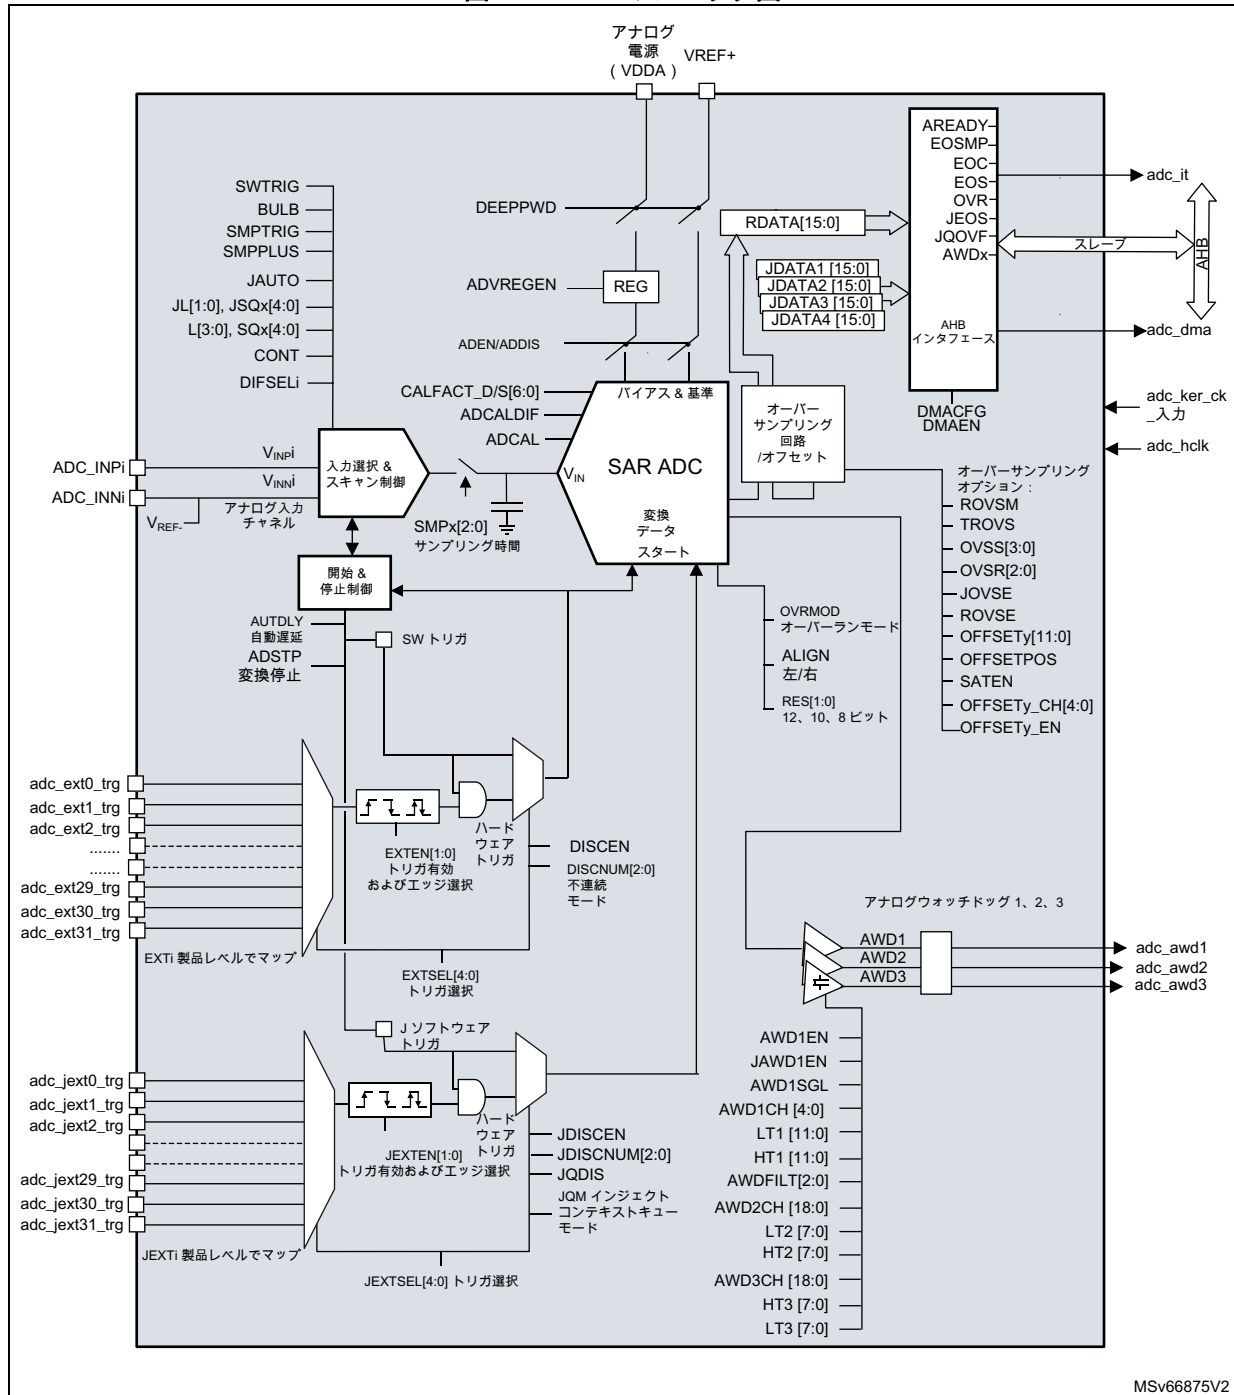 アナログ
電源
( VDDA )
VREF+
SWTRIG
BULB
SMPTRIG
SMPPLUS
JAUTO
JL[1:0], JSQx[4:0]
L[3:0], SQx[4:0]
CONT
DIFSELi
DEEPPWD
ADVREGEN
REG
ADEN/ADDIS
CALFACT_D/S[6:0]
ADCALDIF
ADCAL
バイアス & 基準
VIN
SAR ADC
変換
データ
スタート
RDATA[15:0]
JDATA1 [15:0]
JDATA2 [15:0]
JDATA3 [15:0]
JDATA4 [15:0]
オーバー
サンプリング
回路
/オフセット
AREADY
EOSMP
EOC
EOS
OVR
JEOS
JQOVF
AWDx
AHB
インタフェース
DMACFG
DMAEN
adc_it
スレーブ
AHB
adc_dma
adc_ker_ck
_入力
adc_hclk
ADC_INPi
ADC_INNi
VINPi
VINNi
VREF-
アナログ入力
チャネル
入力選択 &
スキャン制御
SMPx[2:0]
サンプリング時間
開始 &
停止制御
AUTDLY
自動遅延
ADSTP
変換停止
SW トリガ
OVRMOD
オーバーランモード
ALIGN
左/右
RES[1:0]
12、10、8 ビット
オーバーサンプリング
オプション :
ROVSM
TROVS
OVSS[3:0]
OVSR[2:0]
JOVSE
ROVSE
OFFSETy[11:0]
OFFSETPOS
SATEN
OFFSETy_CH[4:0]
OFFSETy_EN
adc_ext0_trg
adc_ext1_trg
adc_ext2_trg
.......
.......
adc_ext29_trg
adc_ext30_trg
adc_ext31_trg
EXTi 製品レベルでマップ
EXTEN[1:0]
トリガ有効
およびエッジ選択
ハード
ウェア
トリガ
DISCEN
DISCNUM[2:0]
不連続
モード
EXTSEL[4:0]
トリガ選択
アナログウォッチドッグ 1、2、3
AWD1
AWD2
AWD3
adc_awd1
adc_awd2
adc_awd3
J ソフトウェア
トリガ
adc_jext0_trg
adc_jext1_trg
adc_jext2_trg
adc_jext29_trg
adc_jext30_trg
adc_jext31_trg
JEXTi 製品レベルでマップ
JEXTEN[1:0]
トリガ有効およびエッジ選択
ハード
ウェア
トリガ
JDISCEN
JDISCNUM[2:0]
JQDIS
JQM インジェクト
コンテキストキュー
モード
JEXTSEL[4:0] トリガ選択
AWD1EN
JAWD1EN
AWD1SGL
AWD1CH [4:0]
LT1 [11:0]
HT1 [11:0]
AWDFILT[2:0]
AWD2CH [18:0]
LT2 [7:0]
HT2 [7:0]
AWD3CH [18:0]
HT3 [7:0]
LT3 [7:0]
MSv66875V2